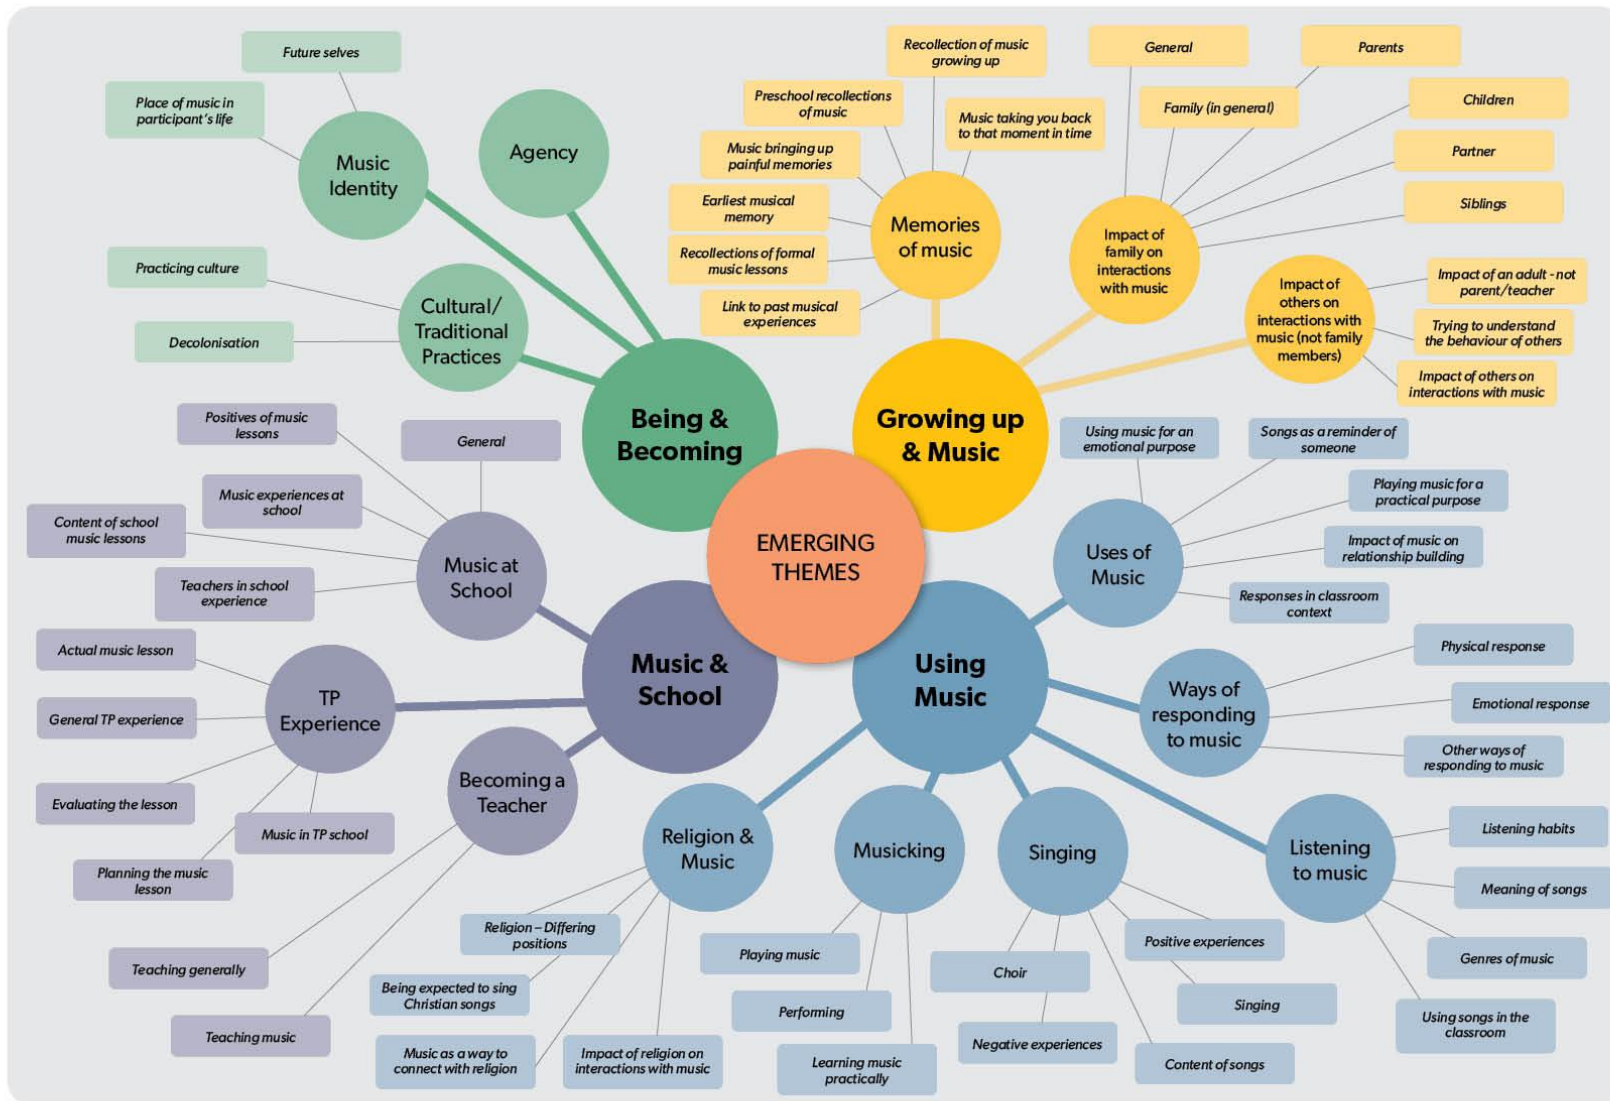 Future selves
Place of music in
participant's life
Music
Identity
Agency
Practicing culture
Decolonisation
Cultural/
Traditional
Practices
Being &
Becoming
Recollection of music
growing up
Preschool recollections
of music
Music taking you back
to that moment in time
Music bringing up
painful memories
Earliest musical
memory
Recollections of formal
music lessons
Link to past musical
experiences
Memories
of music
General
Parents
Family (in general)
Children
Partner
Siblings
Impact of
family on
interactions
with music
Impact of
others on
interactions with
music (not family
members)
Impact of an adult - not
parent/teacher
Trying to understand
the behaviour of others
Impact of others on
interactions with music
Growing up
& Music
EMERGING
THEMES
Positives of music
lessons
General
Music experiences at
school
Content of school
music lessons
Teachers in school
experience
Music at
School
Actual music lesson
General TP experience
Evaluating the lesson
Planning the music
lesson
Music in TP school
TP
Experience
Becoming a
Teacher
Teaching generally
Teaching music
Music &
School
Using
Music
Using music for an
emotional purpose
Songs as a reminder of
someone
Playing music for a
practical purpose
Impact of music on
relationship building
Responses in classroom
context
Uses of
Music
Physical response
Emotional response
Other ways of
responding to music
Ways of
responding
to music
Listening habits
Meaning of songs
Genres of music
Using songs in the
classroom
Listening
to music
Singing
Positive experiences
Choir
Singing
Negative experiences
Content of songs
Musicking
Playing music
Performing
Learning music
practically
Religion &
Music
Religion – Differing
positions
Being expected to sing
Christian songs
Music as a way to
connect with religion
Impact of religion on
interactions with music